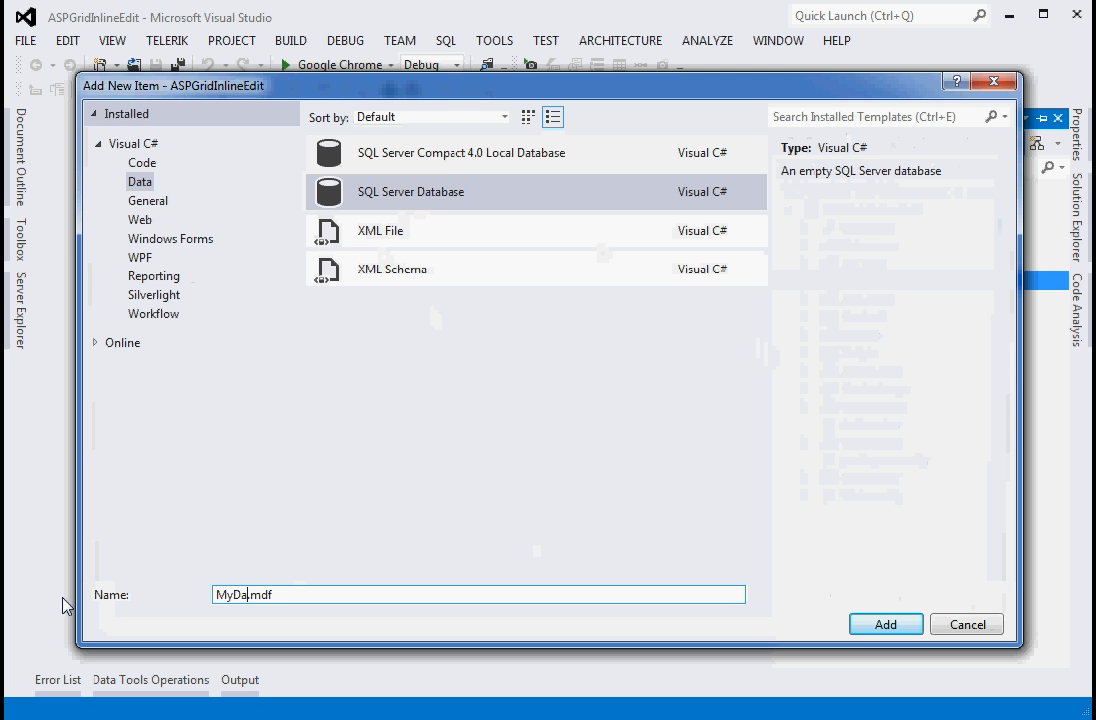 ASPGridInlineEdit - Microsoft Visual Studio
Quick Launch (Ctrl+Q)
FILE EDIT VIEW TELERIK PROJECT BUILD DEBUG TEAM SQL TOOLS TEST ARCHITECTURE ANALYZE WINDOW HELP
Google Chrome Debug
Add New Item - ASPGridInlineEdit
Installed
Sort by: Default
Search Installed Templates (Ctrl+E)
Visual C#
Code
Data
General
Web
Windows Forms
WPF
Reporting
Silverlight
Workflow
Online
SQL Server Compact 4.0 Local Database Visual C#
SQL Server Database Visual C#
XML File Visual C#
XML Schema Visual C#
Type: Visual C#
An empty SQL Server database
Name: MyDa.mdf
Add Cancel
Document Outline
Toolbox
Server Explorer
Properties
Solution Explorer
Code Analysis
Error List Data Tools Operations Output